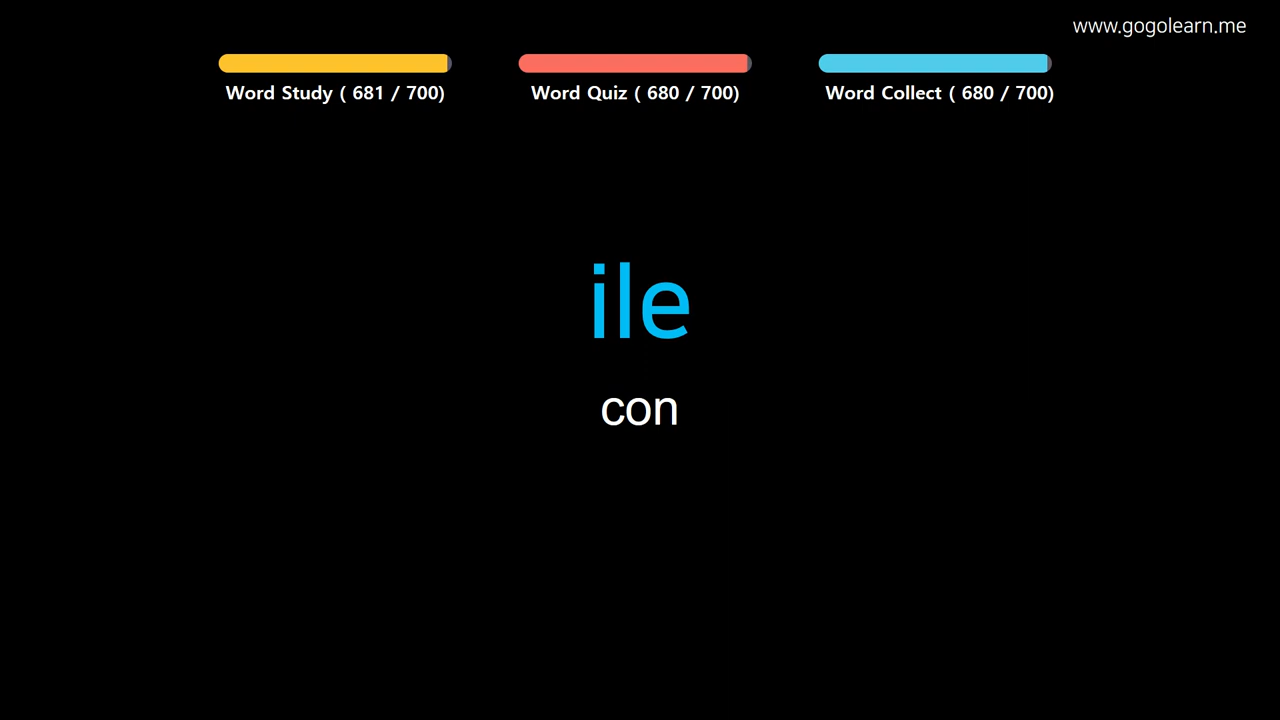 www.gogolearn.me
Word Study ( 681 / 700)
Word Quiz ( 680 / 700)
Word Collect ( 680 / 700)
ile
con